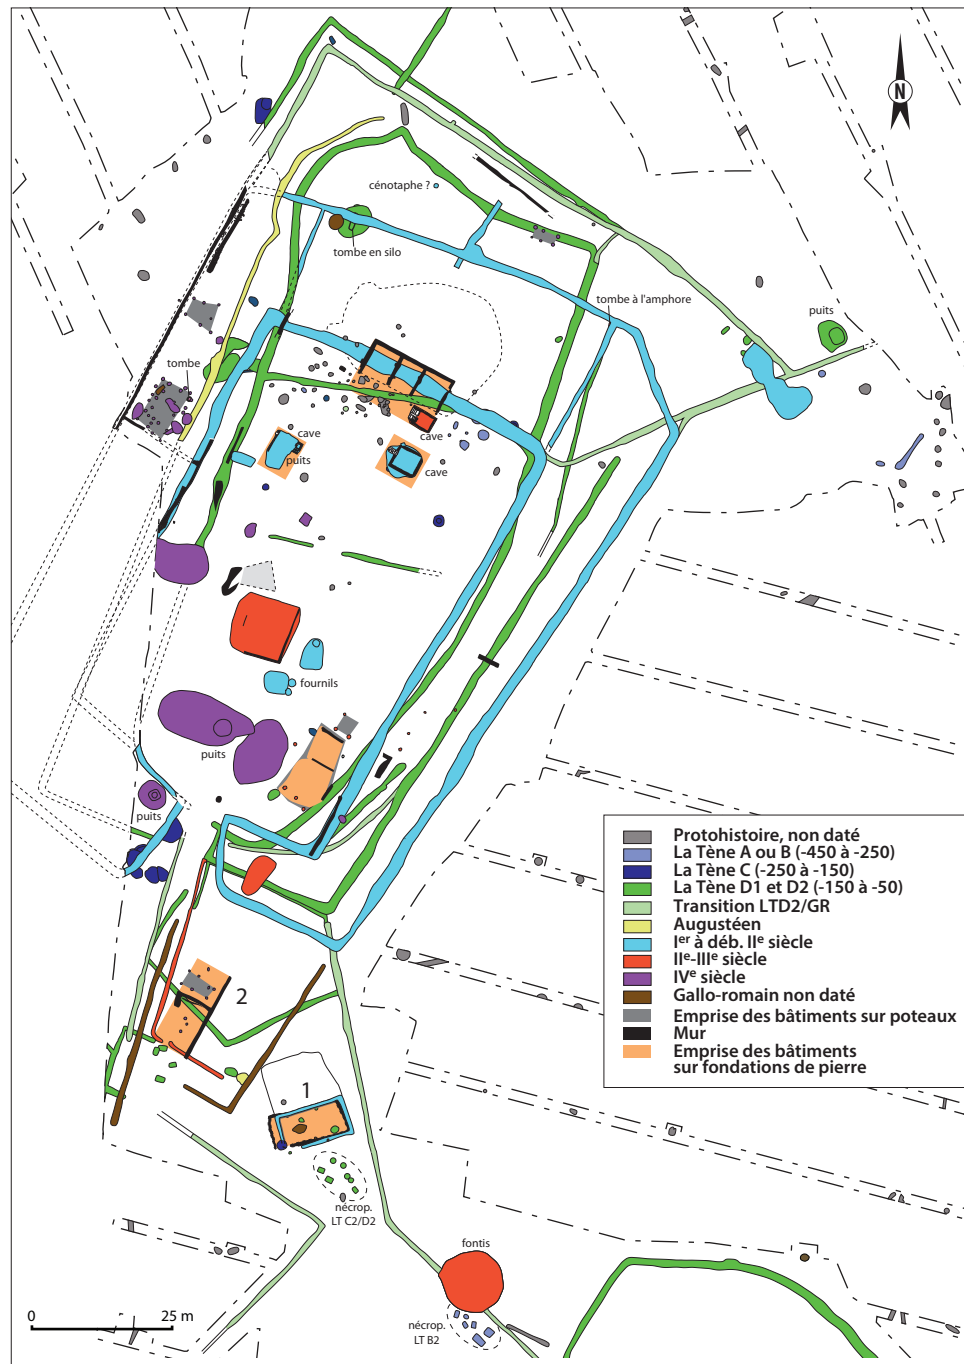 N
cénotaphe ?
tombe en silo
tombe à l'amphore
puits
tombe
cave
puits
cave
cave
fournils
puits
puits
Protohistoire, non daté
La Tène A ou B (-450 à -250)
La Tène C (-250 à -150)
La Tène D1 et D2 (-150 à -50)
Transition LTD2/GR
Augustéen
Ier à déb. IIe siècle
IIe-IIIe siècle
IVe siècle
Gallo-romain non daté
Emprise des bâtiments sur poteaux
Mur
Emprise des bâtiments
sur fondations de pierre
2
1
nécrop.
LT C2/D2
fontis
nécrop.
LT B2
0 25 m